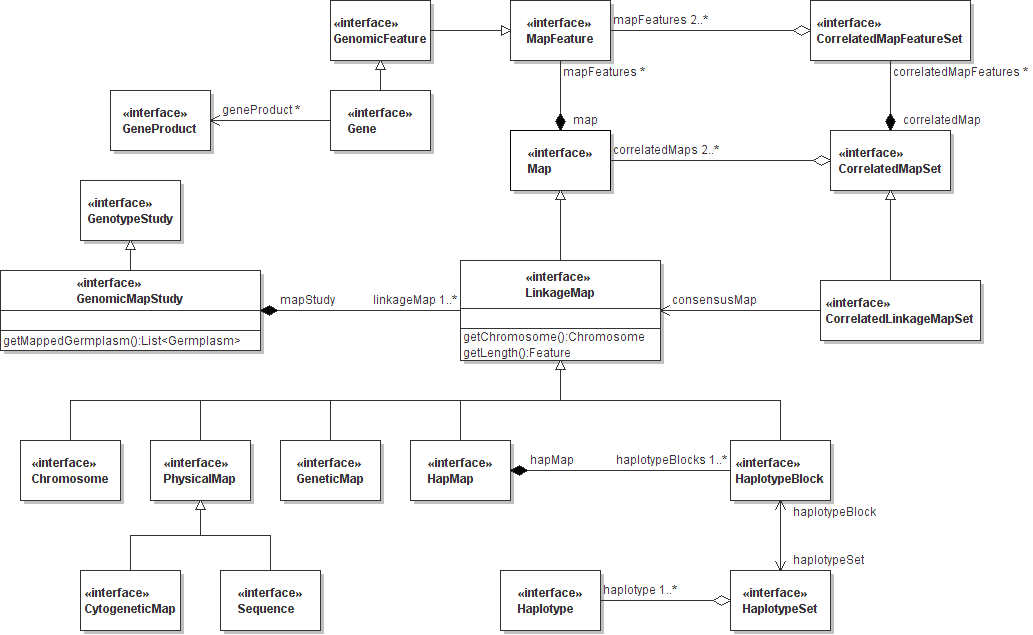 «interface»
GenomicFeature
«interface»
MapFeature
mapFeatures 2..*
«interface»
CorrelatedMapFeatureSet
mapFeatures *
correlatedMapFeatures *
«interface»
GeneProduct
geneProduct *
«interface»
Gene
map
correlatedMap
«interface»
Map
correlatedMaps 2..*
«interface»
CorrelatedMapSet
«interface»
GenotypeStudy
«interface»
GenomicMapStudy
getMappedGermplasm():List<Germplasm>
mapStudy
linkageMap 1..*
«interface»
LinkageMap
getChromosome():Chromosome
getLength():Feature
consensusMap
«interface»
CorrelatedLinkageMapSet
«interface»
Chromosome
«interface»
PhysicalMap
«interface»
GeneticMap
«interface»
HapMap
hapMap
haplotypeBlocks 1..*
«interface»
HaplotypeBlock
haplotypeBlock
haplotypeSet
«interface»
CytogeneticMap
«interface»
Sequence
«interface»
Haplotype
haplotype 1..*
«interface»
HaplotypeSet